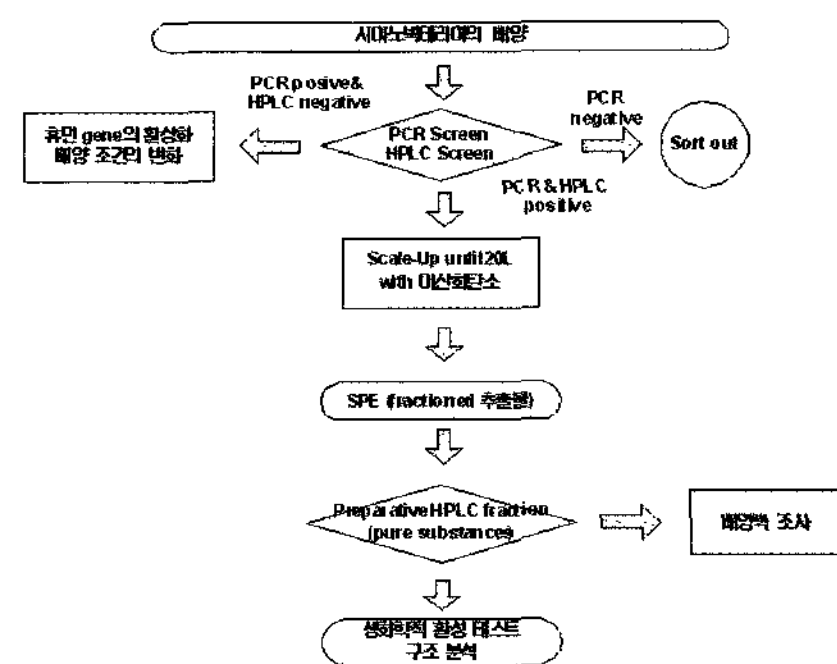 시아노박테리아의 배양
PCR posive &
HPLC negative
PCR
negative
휴면 gene의 활성화
배양 조건의 변화
PCR Screen
HPLC Screen
Sort out
PCR & HPLC
positive
Scale-Up until 20L
with 이산화탄소
SPE (fractioned 추출물)
Preparative HPLC fraction
(pure substances)
배양액 조사
생화학적 활성 테스트
구조 분석